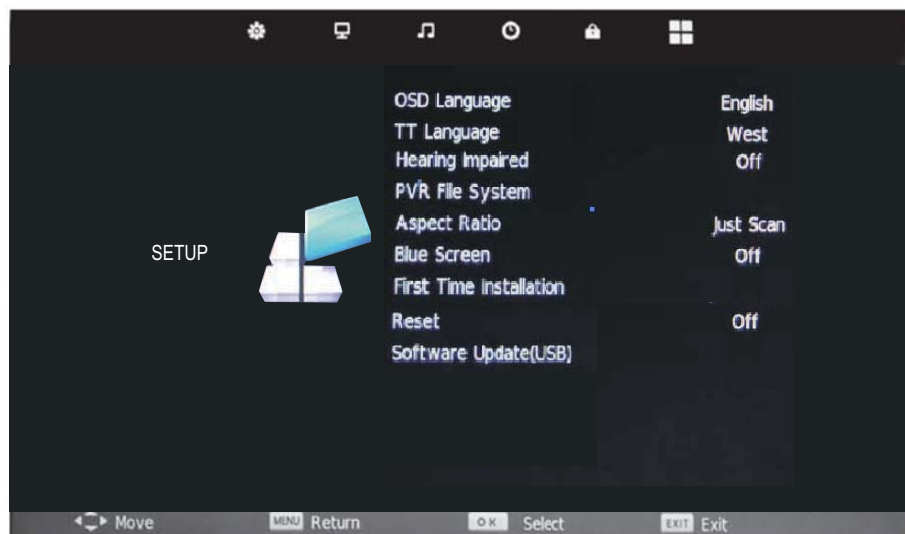 OSD Language English
TT Language West
Hearing Impaired Off
PVR File System
Aspect Ratio Just Scan
SETUP
Blue Screen Off
First Time Installation
Reset Off
Software Update(USB)
Move MENU Return OK Select EXIT Exit